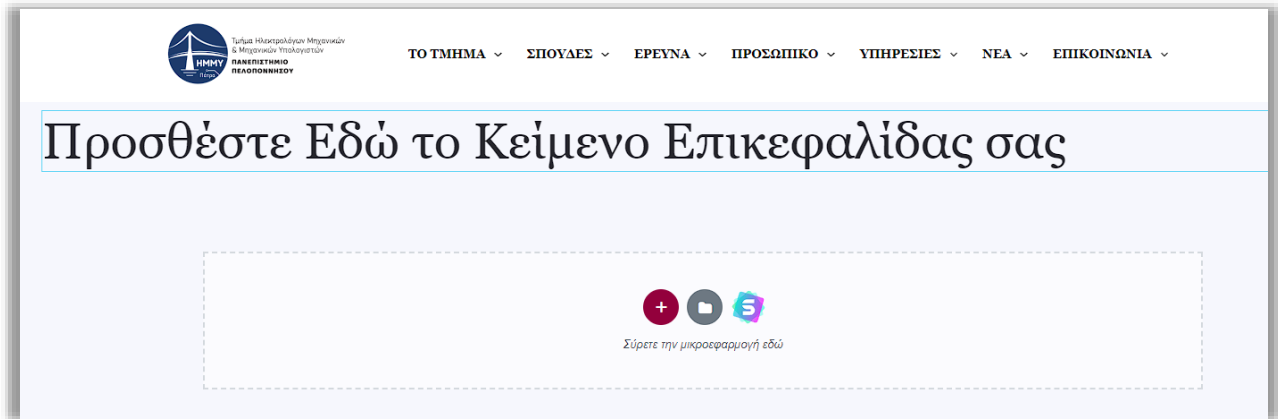 Τμήμα Ηλεκτρολόγων Μηχανικών
& Μηχανικών Υπολογιστών
ΠΑΝΕΠΙΣΤΗΜΙΟ
ΠΕΛΟΠΟΝΝΗΣΟΥ
ΗΜΜΥ
Πάτρα
ΤΟ ΤΜΗΜΑ ΣΠΟΥΔΕΣ ΕΡΕΥΝΑ ΠΡΟΣΩΠΙΚΟ ΥΠΗΡΕΣΙΕΣ ΝΕΑ ΕΠΙΚΟΙΝΩΝΙΑ
Προσθέστε Εδώ το Κείμενο Επικεφαλίδας σας
Σύρετε την μικροεφαρμογή εδώ